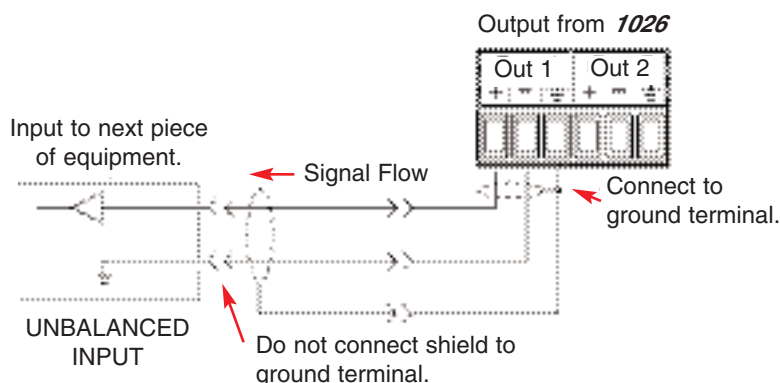 Output from 1026
Out 1 Out 2
Input to next piece
of equipment.
Signal Flow
Connect to
ground terminal.
UNBALANCED
INPUT
Do not connect shield to
ground terminal.